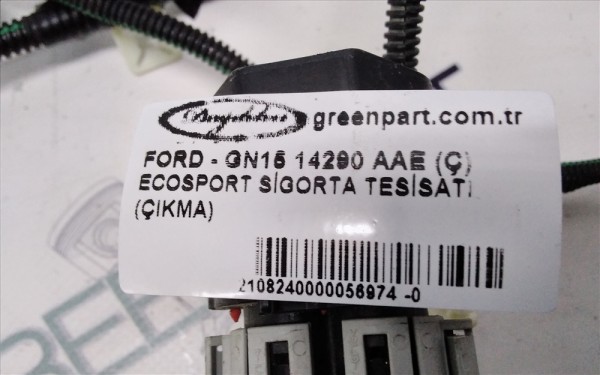 greenpart.com.tr
FORD - GN15 14290 AAE (Ç)
ECOSPORT SİGORTA TESİSATI
(ÇIKMA)
2108240000056974 -0